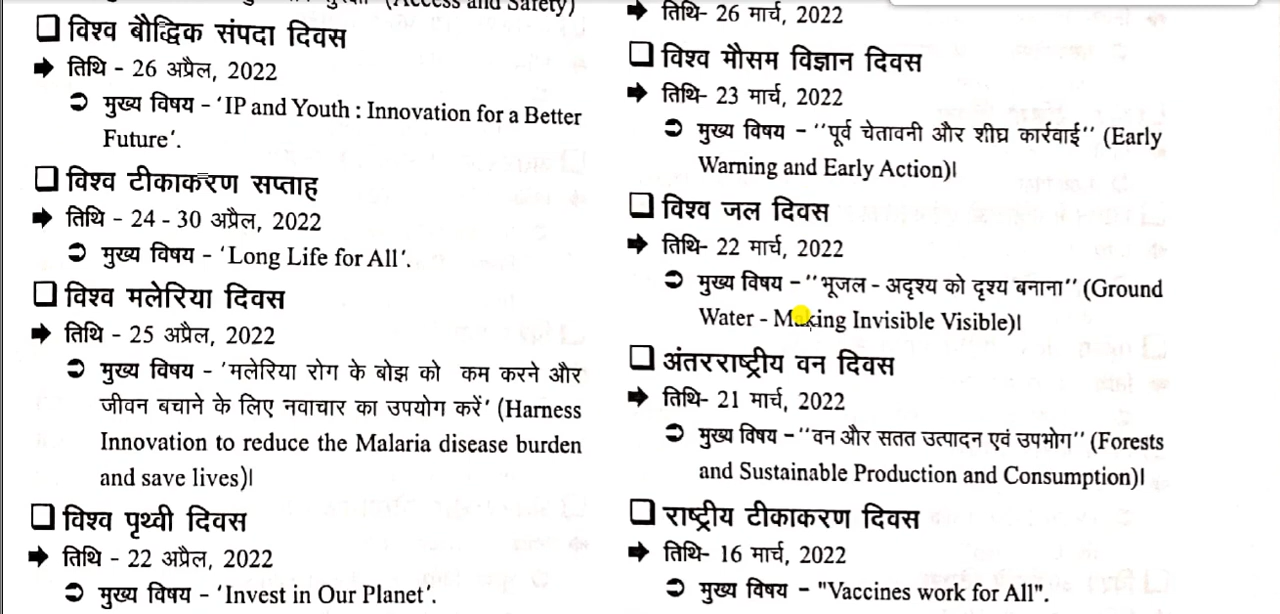 (Access and Safety)
❑ विश्व बौद्धिक संपदा दिवस
➡ तिथि - 26 अप्रैल, 2022
➲ मुख्य विषय - ‘IP and Youth : Innovation for a Better
Future’.
❑ विश्व टीकाकरण सप्ताह
➡ तिथि - 24 - 30 अप्रैल, 2022
➲ मुख्य विषय - ‘Long Life for All’.
❑ विश्व मलेरिया दिवस
➡ तिथि - 25 अप्रैल, 2022
➲ मुख्य विषय - ‘मलेरिया रोग के बोझ को कम करने और
जीवन बचाने के लिए नवाचार का उपयोग करें’ (Harness
Innovation to reduce the Malaria disease burden
and save lives)।
❑ विश्व पृथ्वी दिवस
➡ तिथि - 22 अप्रैल, 2022
➲ मुख्य विषय - ‘Invest in Our Planet’.
➡ तिथि- 26 मार्च, 2022
❑ विश्व मौसम विज्ञान दिवस
➡ तिथि- 23 मार्च, 2022
➲ मुख्य विषय - ‘‘पूर्व चेतावनी और शीघ्र कार्रवाई’’ (Early
Warning and Early Action)।
❑ विश्व जल दिवस
➡ तिथि- 22 मार्च, 2022
➲ मुख्य विषय - ‘‘भूजल - अदृश्य को दृश्य बनाना’’ (Ground
Water - Making Invisible Visible)।
❑ अंतरराष्ट्रीय वन दिवस
➡ तिथि- 21 मार्च, 2022
➲ मुख्य विषय - ‘‘वन और सतत उत्पादन एवं उपभोग’’ (Forests
and Sustainable Production and Consumption)।
❑ राष्ट्रीय टीकाकरण दिवस
➡ तिथि- 16 मार्च, 2022
➲ मुख्य विषय - "Vaccines work for All".